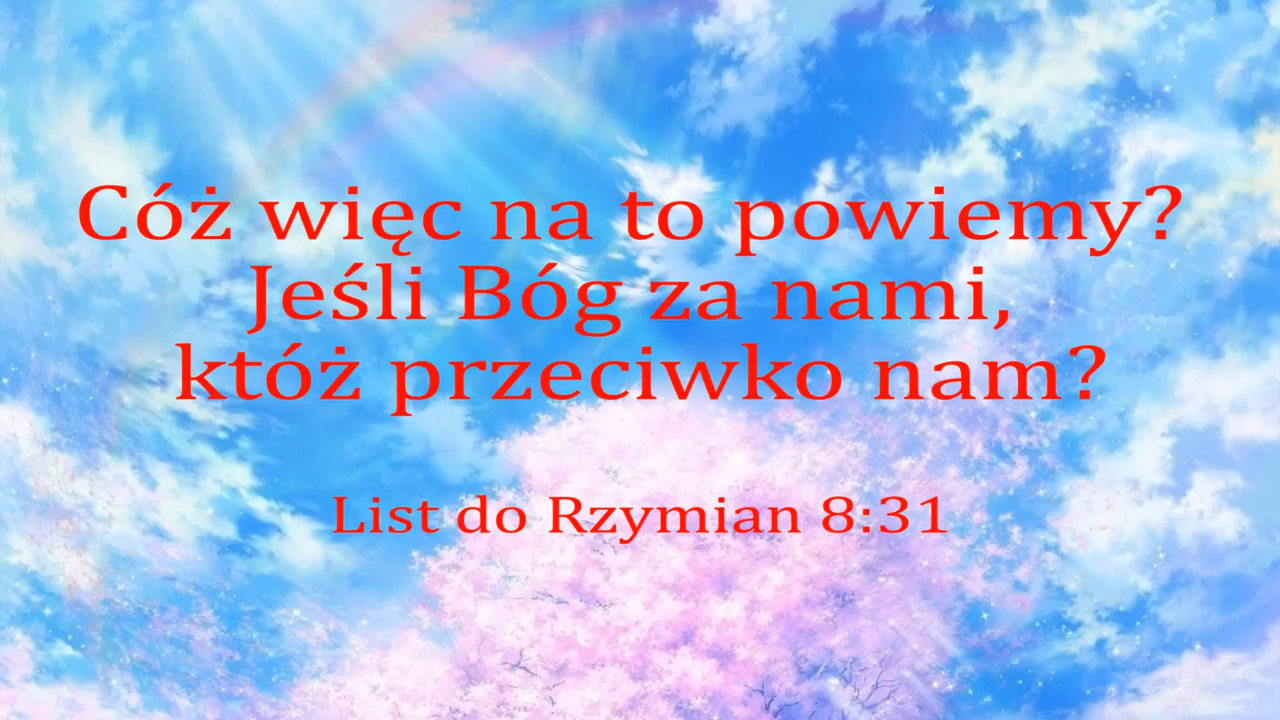 Cóż więc na to powiemy?
Jeśli Bóg za nami,
któż przeciwko nam?
List do Rzymian 8:31